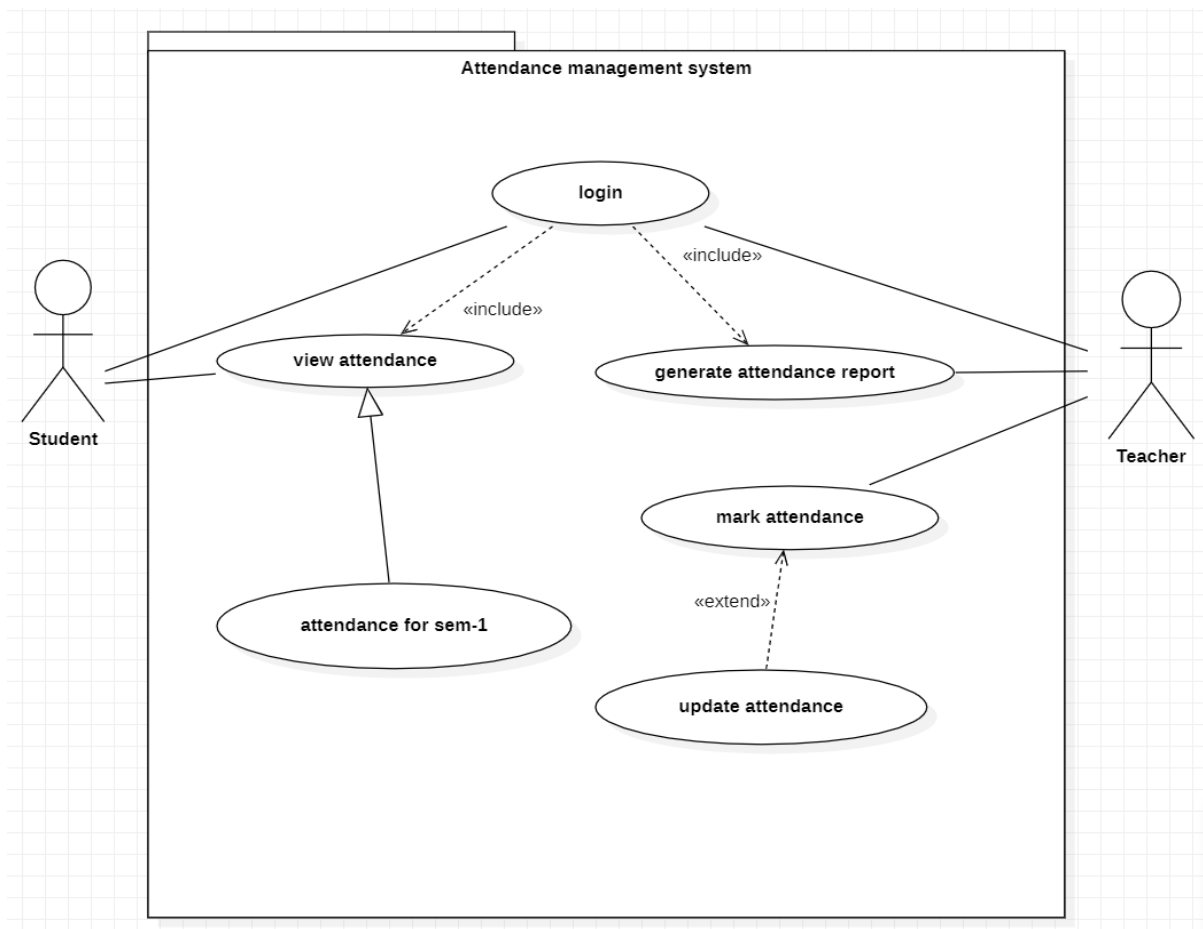 Attendance management system
login
«include»
«include»
view attendance
generate attendance report
Student
Teacher
mark attendance
«extend»
attendance for sem-1
update attendance